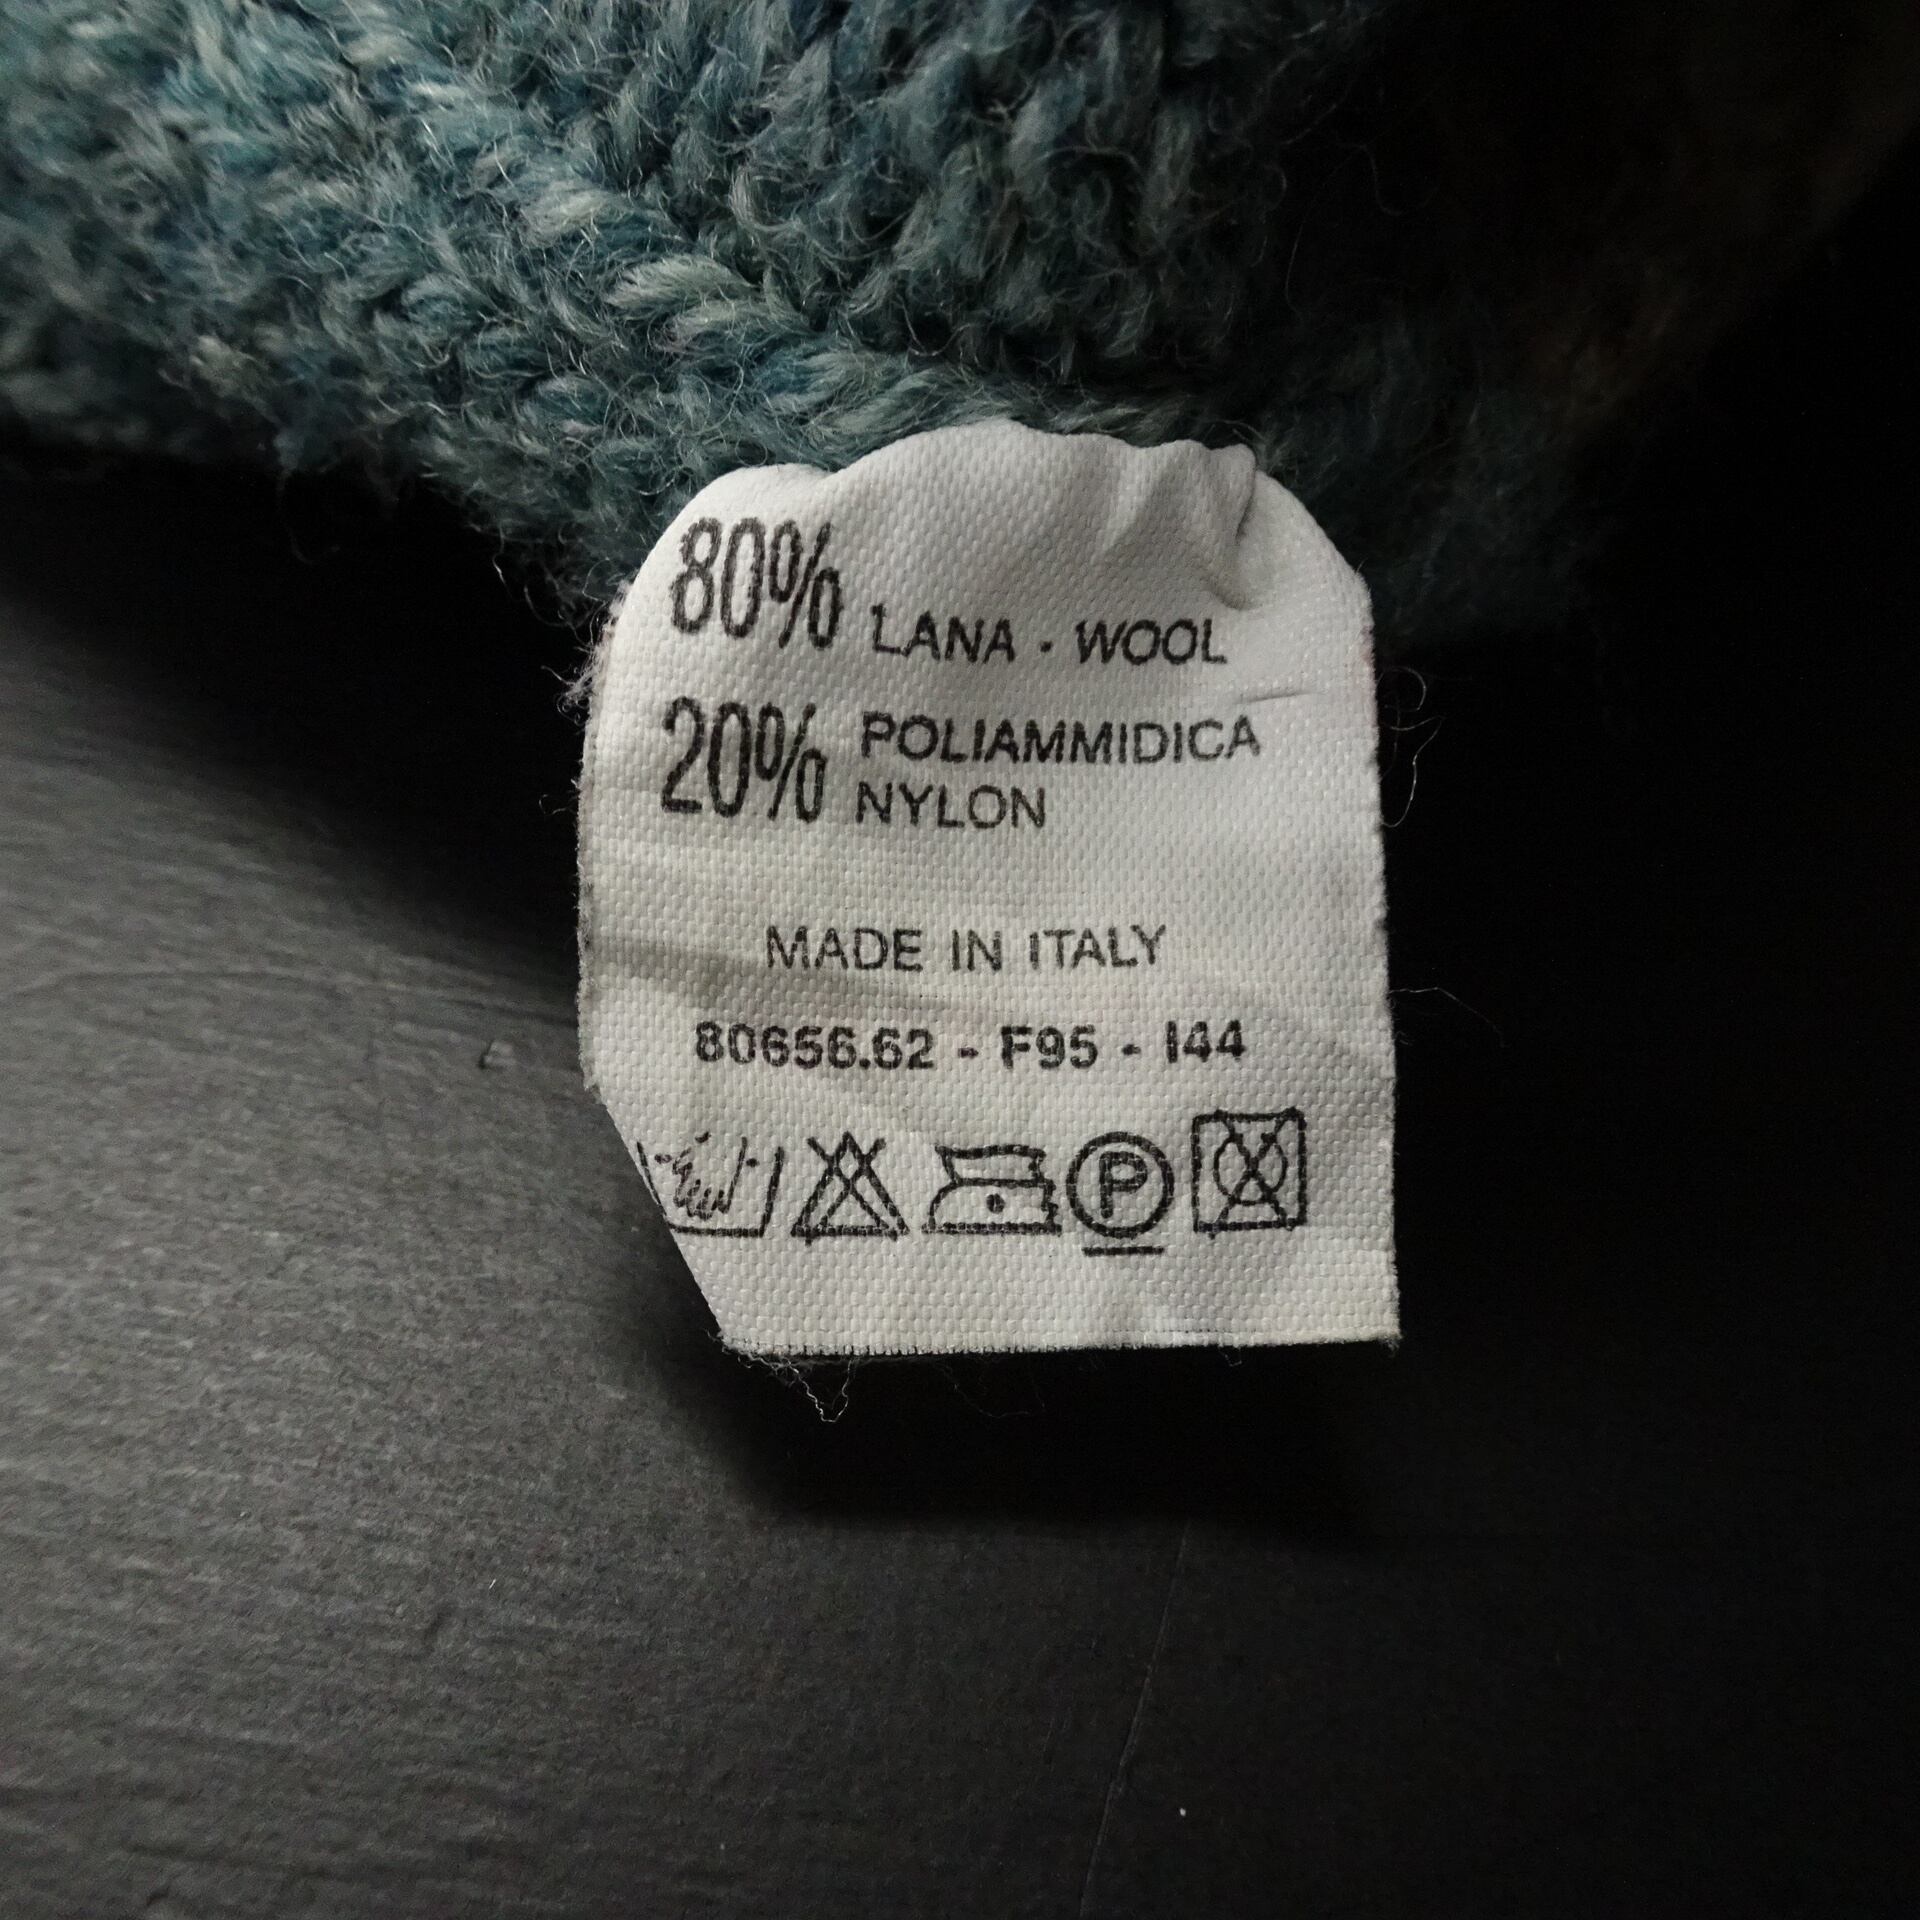 80% LANA · WOOL
20% POLIAMMIDICA
NYLON
MADE IN ITALY
80656.62 - F95 - I44
P